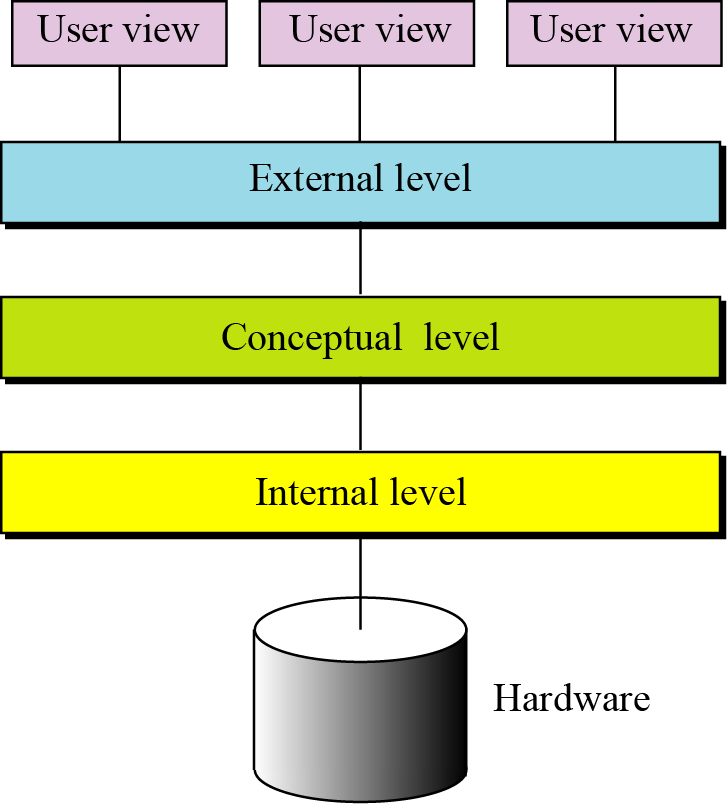 User view
User view
User view
External level
Conceptual level
Internal level
Hardware